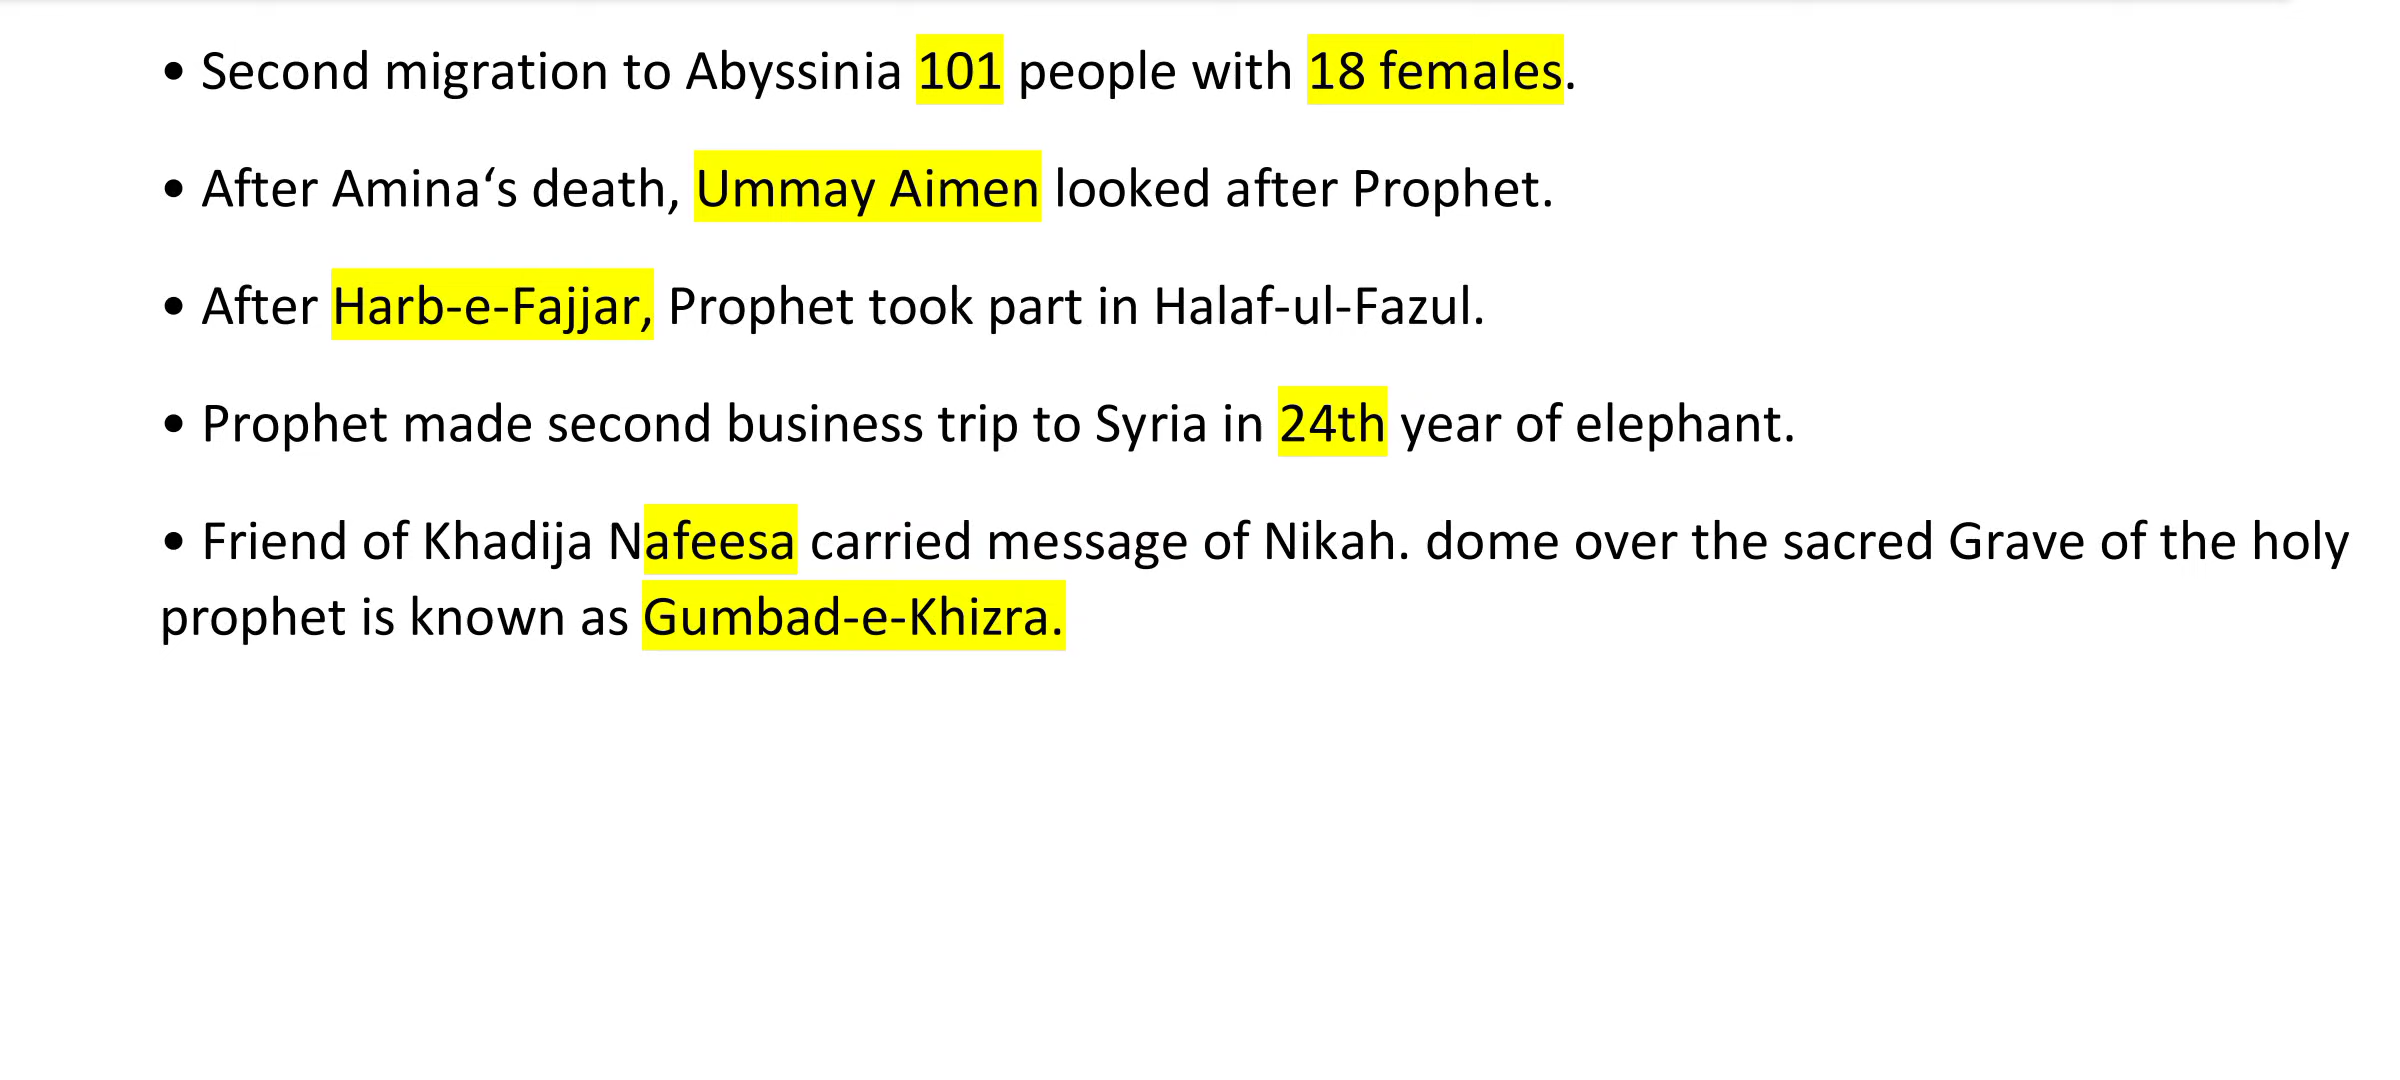 • Second migration to Abyssinia 101 people with 18 females.
• After Amina‘s death, Ummay Aimen looked after Prophet.
• After Harb-e-Fajjar, Prophet took part in Halaf-ul-Fazul.
• Prophet made second business trip to Syria in 24th year of elephant.
• Friend of Khadija Nafeesa carried message of Nikah. dome over the sacred Grave of the holy
prophet is known as Gumbad-e-Khizra.